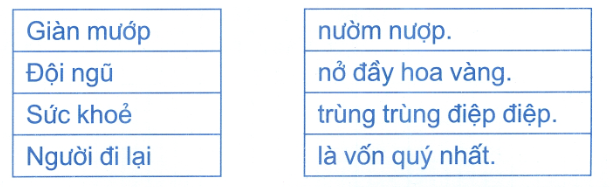 Giàn mướp
Đội ngũ
Sức khoẻ
Người đi lại
nườm nượp.
nở đầy hoa vàng.
trùng trùng điệp điệp.
là vốn quý nhất.